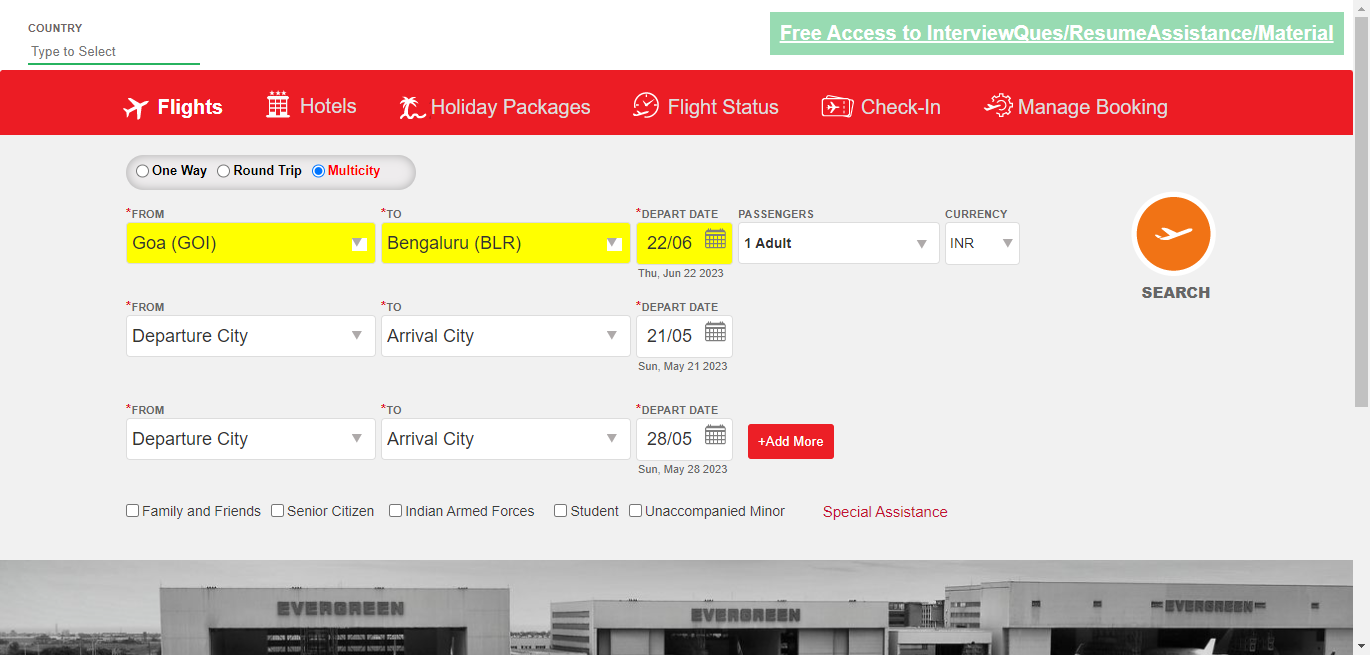 COUNTRY
Type to Select
Free Access to InterviewQues/ResumeAssistance/Material
Flights Hotels Holiday Packages Flight Status Check-In Manage Booking
One Way Round Trip Multicity
*FROM *TO *DEPART DATE PASSENGERS CURRENCY
Goa (GOI) Bengaluru (BLR) 22/06 1 Adult INR
Thu, Jun 22 2023
SEARCH
*FROM *TO *DEPART DATE
Departure City Arrival City 21/05
Sun, May 21 2023
*FROM *TO *DEPART DATE
Departure City Arrival City 28/05 +Add More
Sun, May 28 2023
Family and Friends Senior Citizen Indian Armed Forces Student Unaccompanied Minor Special Assistance
EVERGREEN EVERGREEN EVERGREEN